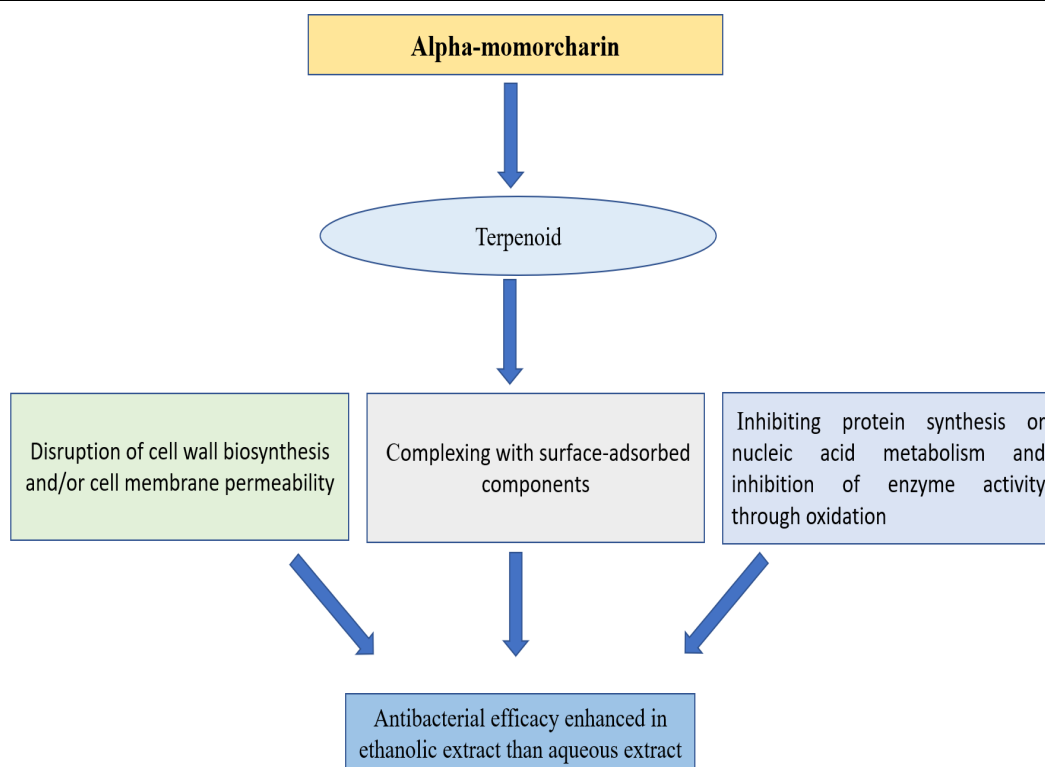 Alpha-momorcharin
Terpenoid
Disruption of cell wall biosynthesis
and/or cell membrane permeability
Complexing with surface-adsorbed
components
Inhibiting protein synthesis or
nucleic acid metabolism and
inhibition of enzyme activity
through oxidation
Antibacterial efficacy enhanced in
ethanolic extract than aqueous extract